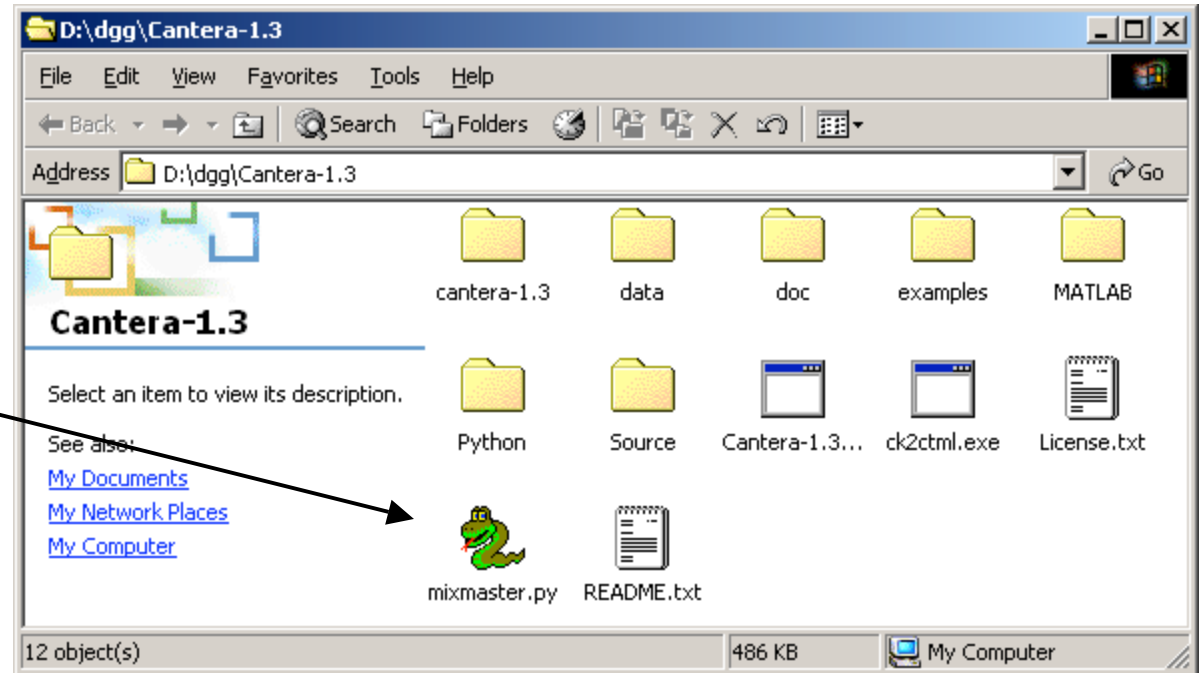 D:\dgg\Cantera-1.3
File Edit View Favorites Tools Help
Back Search Folders
Address D:\dgg\Cantera-1.3 Go
Cantera-1.3
Select an item to view its description.
See also:
My Documents
My Network Places
My Computer
cantera-1.3 data doc examples MATLAB
Python Source Cantera-1.3... ck2ctml.exe License.txt
mixmaster.py README.txt
12 object(s) 486 KB My Computer